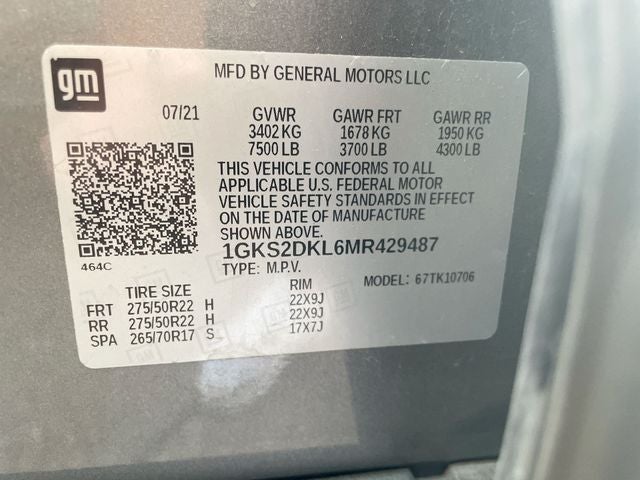 gm
MFD BY GENERAL MOTORS LLC
07/21 GVWR GAWR FRT GAWR RR
3402 KG 1678 KG 1950 KG
7500 LB 3700 LB 4300 LB
THIS VEHICLE CONFORMS TO ALL
APPLICABLE U.S. FEDERAL MOTOR
VEHICLE SAFETY STANDARDS IN EFFECT
ON THE DATE OF MANUFACTURE
SHOWN ABOVE.
464C
1GKS2DKL6MR429487
TYPE: M.P.V. MODEL: 67TK10706
TIRE SIZE RIM
FRT 275/50R22 H 22X9J
RR 275/50R22 H 22X9J
SPA 265/70R17 S 17X7J